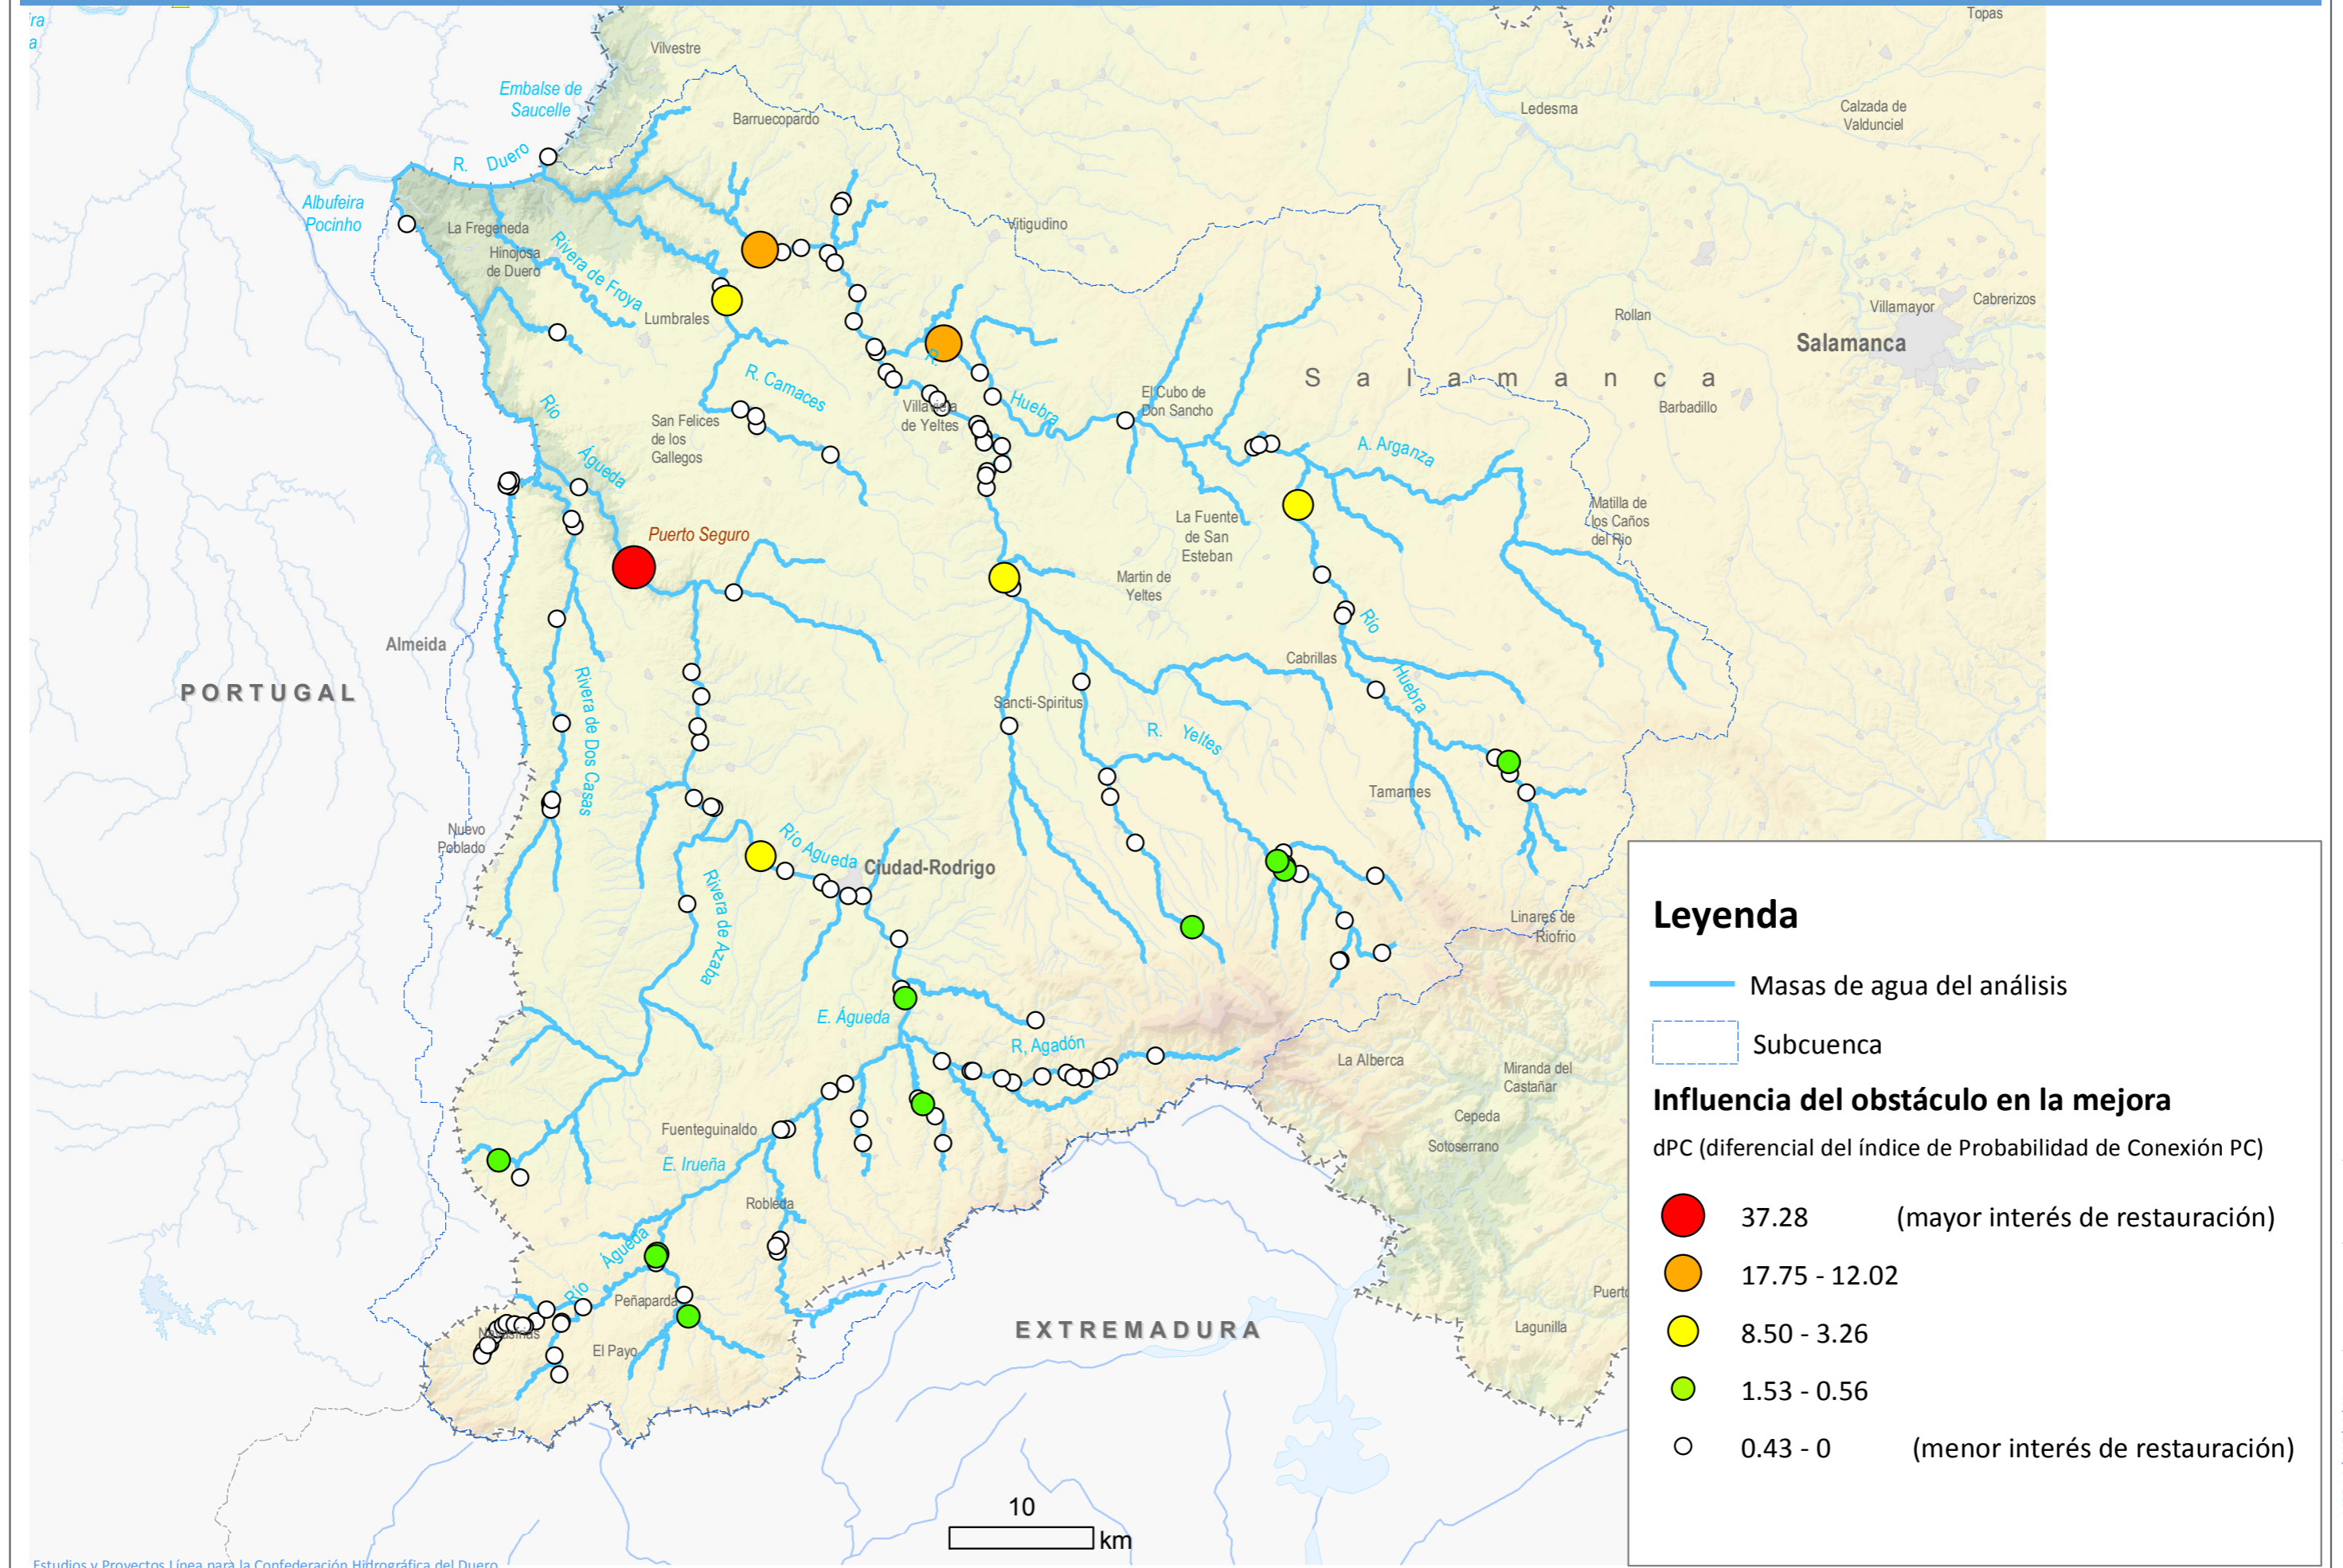 Topas
Vilvestre
Embalse de
Saucelle
Barruecopardo
Ledesma
Calzada de
Valdunciel
R. Duero
Albufeira
Pocinho
La Fregeneda
Hinojosa
de Duero
Rivera de Froya
Vitigudino
Lumbrales
Rollan
Villamayor
Cabrerizos
Salamanca
R. Camaces
Salamanca
Río
Águeda
San Felices
de los
Gallegos
Villavieja
de Yeltes
R.
Huebra
El Cubo de
Don Sancho
Barbadillo
A. Arganza
Matilla de
los Caños
del Rio
La Fuente
de San
Esteban
Puerto Seguro
Martin de
Yeltes
Almeida
PORTUGAL
Río
Huebra
Cabrillas
Sancti-Spiritus
R. Yeltes
Rivera de Dos Casas
Tamames
Nuevo
Poblado
Río Agueda
Ciudad-Rodrigo
Rivera de Azaba
Linares de
Riofrio
E. Águeda
R, Agadón
La Alberca
Miranda del
Castañar
Cepeda
Sotoserrano
Fuenteguinaldo
E. Irueña
Robleda
Río Águeda
Peñaparda
Navasfrias
El Payo
EXTREMADURA
Lagunilla
Leyenda
Masas de agua del análisis
Subcuenca
Influencia del obstáculo en la mejora
dPC (diferencial del índice de Probabilidad de Conexión PC)
37.28 (mayor interés de restauración)
17.75 - 12.02
8.50 - 3.26
1.53 - 0.56
0.43 - 0 (menor interés de restauración)
10
km
Estudios y Proyectos Línea para la Confederación Hidrográfica del Duero